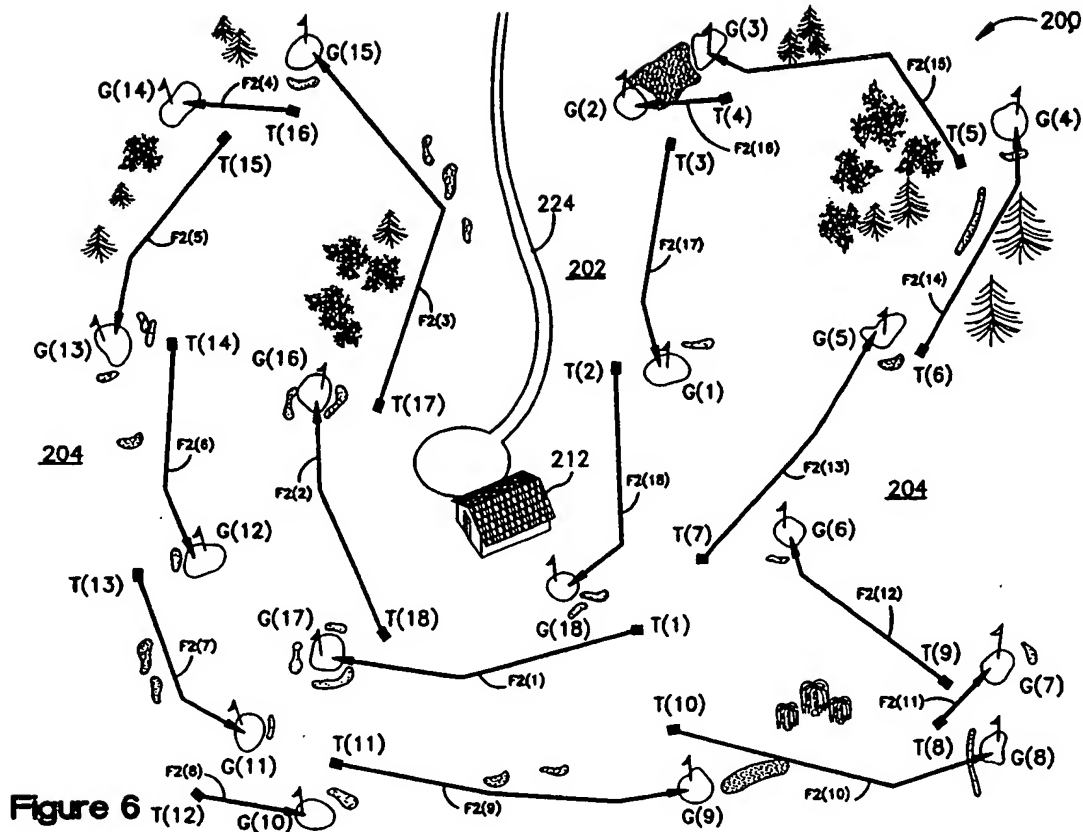 200
G(15)
G(3)
F2(15)
G(14)
F2(4)
T(16)
G(2)
T(4)
F2(16)
T(5)
G(4)
T(15)
T(3)
224
F2(5)
202
F2(17)
F2(14)
F2(3)
G(13)
T(14)
G(16)
T(17)
T(2)
G(1)
G(5)
T(6)
204
F2(6)
F2(2)
212
F2(18)
F2(13)
204
G(12)
T(7)
G(6)
T(13)
F2(12)
G(17)
T(18)
G(18)
T(1)
F2(7)
F2(1)
T(9)
F2(11)
G(7)
T(10)
T(8)
G(11)
T(11)
G(8)
F2(8)
F2(9)
G(9)
F2(10)
T(12)
G(10)
Figure 6